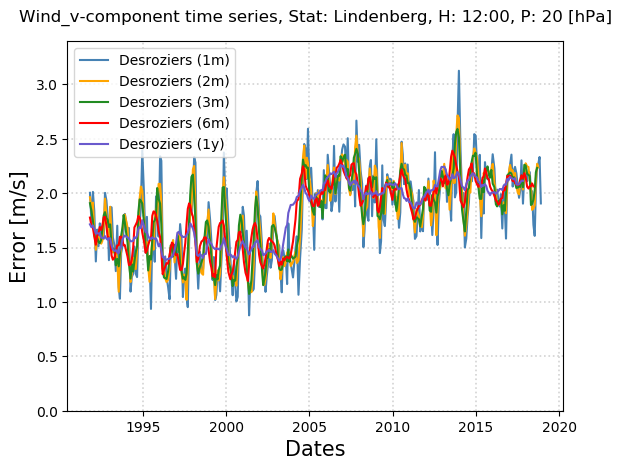 Wind_v-component time series, Stat: Lindenberg, H: 12:00, P: 20 [hPa]
Desroziers (1m)
Desroziers (2m)
Desroziers (3m)
Desroziers (6m)
Desroziers (1y)
3.0
2.5
2.0
1.5
1.0
0.5
0.0
Error [m/s]
1995
2000
2005
2010
2015
2020
Dates